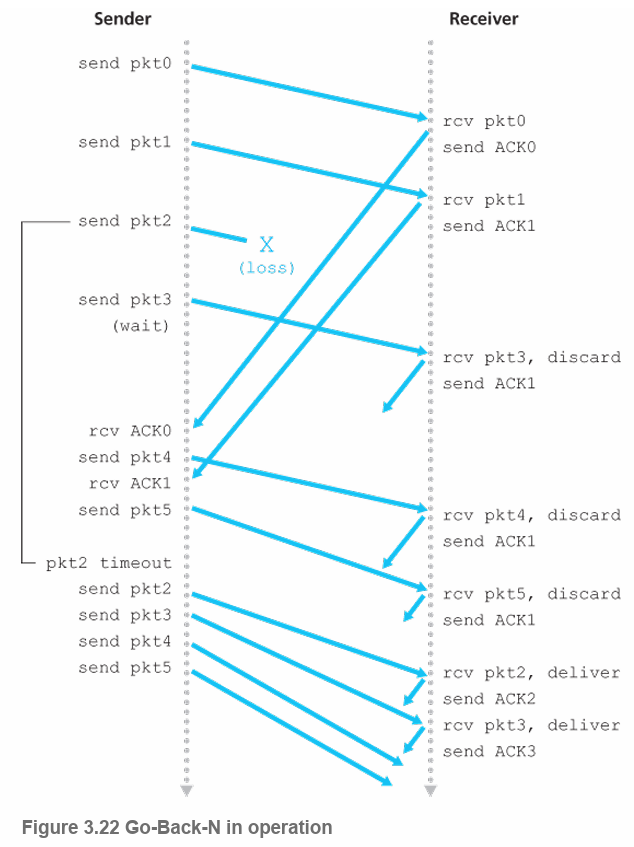 Sender
Receiver
send pkt0
rcv pkt0
send ACK0
send pkt1
rcv pkt1
send ACK1
send pkt2
X
(loss)
send pkt3
(wait)
rcv pkt3, discard
send ACK1
rcv ACK0
send pkt4
rcv ACK1
send pkt5
rcv pkt4, discard
send ACK1
pkt2 timeout
send pkt2
send pkt3
send pkt4
send pkt5
rcv pkt5, discard
send ACK1
rcv pkt2, deliver
send ACK2
rcv pkt3, deliver
send ACK3
Figure 3.22 Go-Back-N in operation